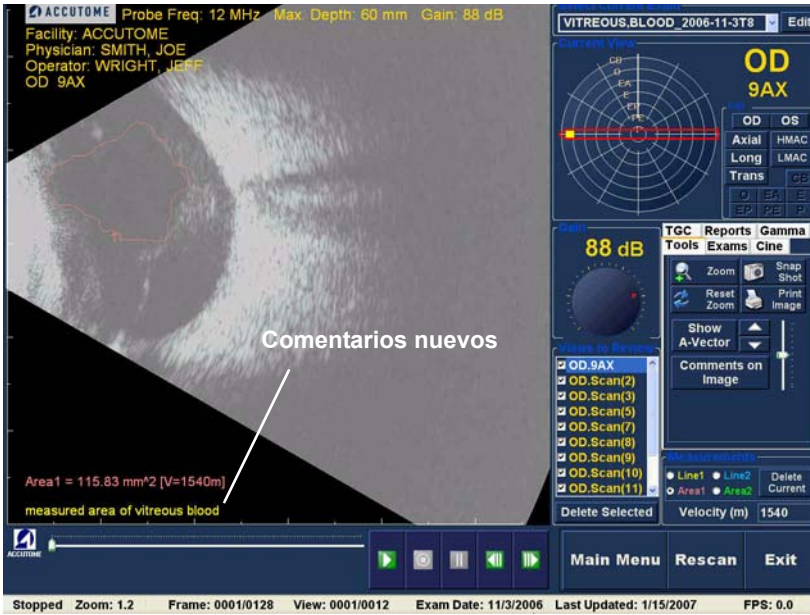 ACCUTOME Probe Freq: 12 MHz Max. Depth: 60 mm Gain: 88 dB
Facility: ACCUTOME
Physician: SMITH, JOE
Operator: WRIGHT, JEFF
OD 9AX
Comentarios nuevos
Area1 = 115.83 mm^2 [V=1540m]
measured area of vitreous blood
VITREOUS,BLOOD_2006-11-3T8 Edit
Current View
OD
9AX
CB
O
EA
E
EP
PE
P
OD OS
Axial HMAC
Long LMAC
Trans CB
O EA E
EP PE P
Gain
88 dB
TGC Reports Gamma
Tools Exams Cine
Zoom
Snap Shot
Reset Zoom
Print Image
Show A-Vector
Comments on Image
Views to Review
OD.9AX
OD.Scan(2)
OD.Scan(3)
OD.Scan(5)
OD.Scan(7)
OD.Scan(8)
OD.Scan(9)
OD.Scan(10)
OD.Scan(11)
Delete Selected
Measurements
Line1 Line2
Area1 Area2
Delete Current
Velocity (m) 1540
ACCUTOME
Main Menu Rescan Exit
Stopped Zoom: 1.2 Frame: 0001/0128 View: 0001/0012 Exam Date: 11/3/2006 Last Updated: 1/15/2007 FPS: 0.0